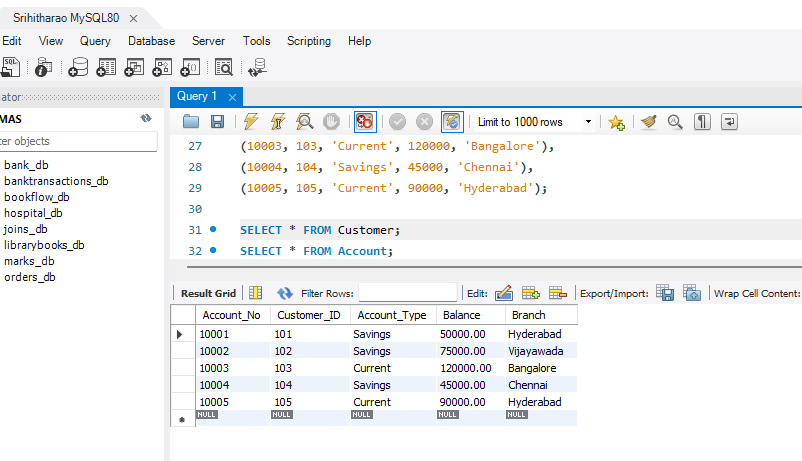 Srihitharao MySQL80
Edit View Query Database Server Tools Scripting Help
ator
MAS
ter objects
bank_db
banktransactions_db
bookflow_db
hospital_db
joins_db
librarybooks_db
marks_db
orders_db
Query 1
Limit to 1000 rows
27 (10003, 103, 'Current', 120000, 'Bangalore'),
28 (10004, 104, 'Savings', 45000, 'Chennai'),
29 (10005, 105, 'Current', 90000, 'Hyderabad');
30
31 SELECT * FROM Customer;
32 SELECT * FROM Account;
Result Grid Filter Rows: Edit: Export/Import: Wrap Cell Content:
Account_No Customer_ID Account_Type Balance Branch
10001 101 Savings 50000.00 Hyderabad
10002 102 Savings 75000.00 Vijayawada
10003 103 Current 120000.00 Bangalore
10004 104 Savings 45000.00 Chennai
10005 105 Current 90000.00 Hyderabad
NULL NULL NULL NULL NULL